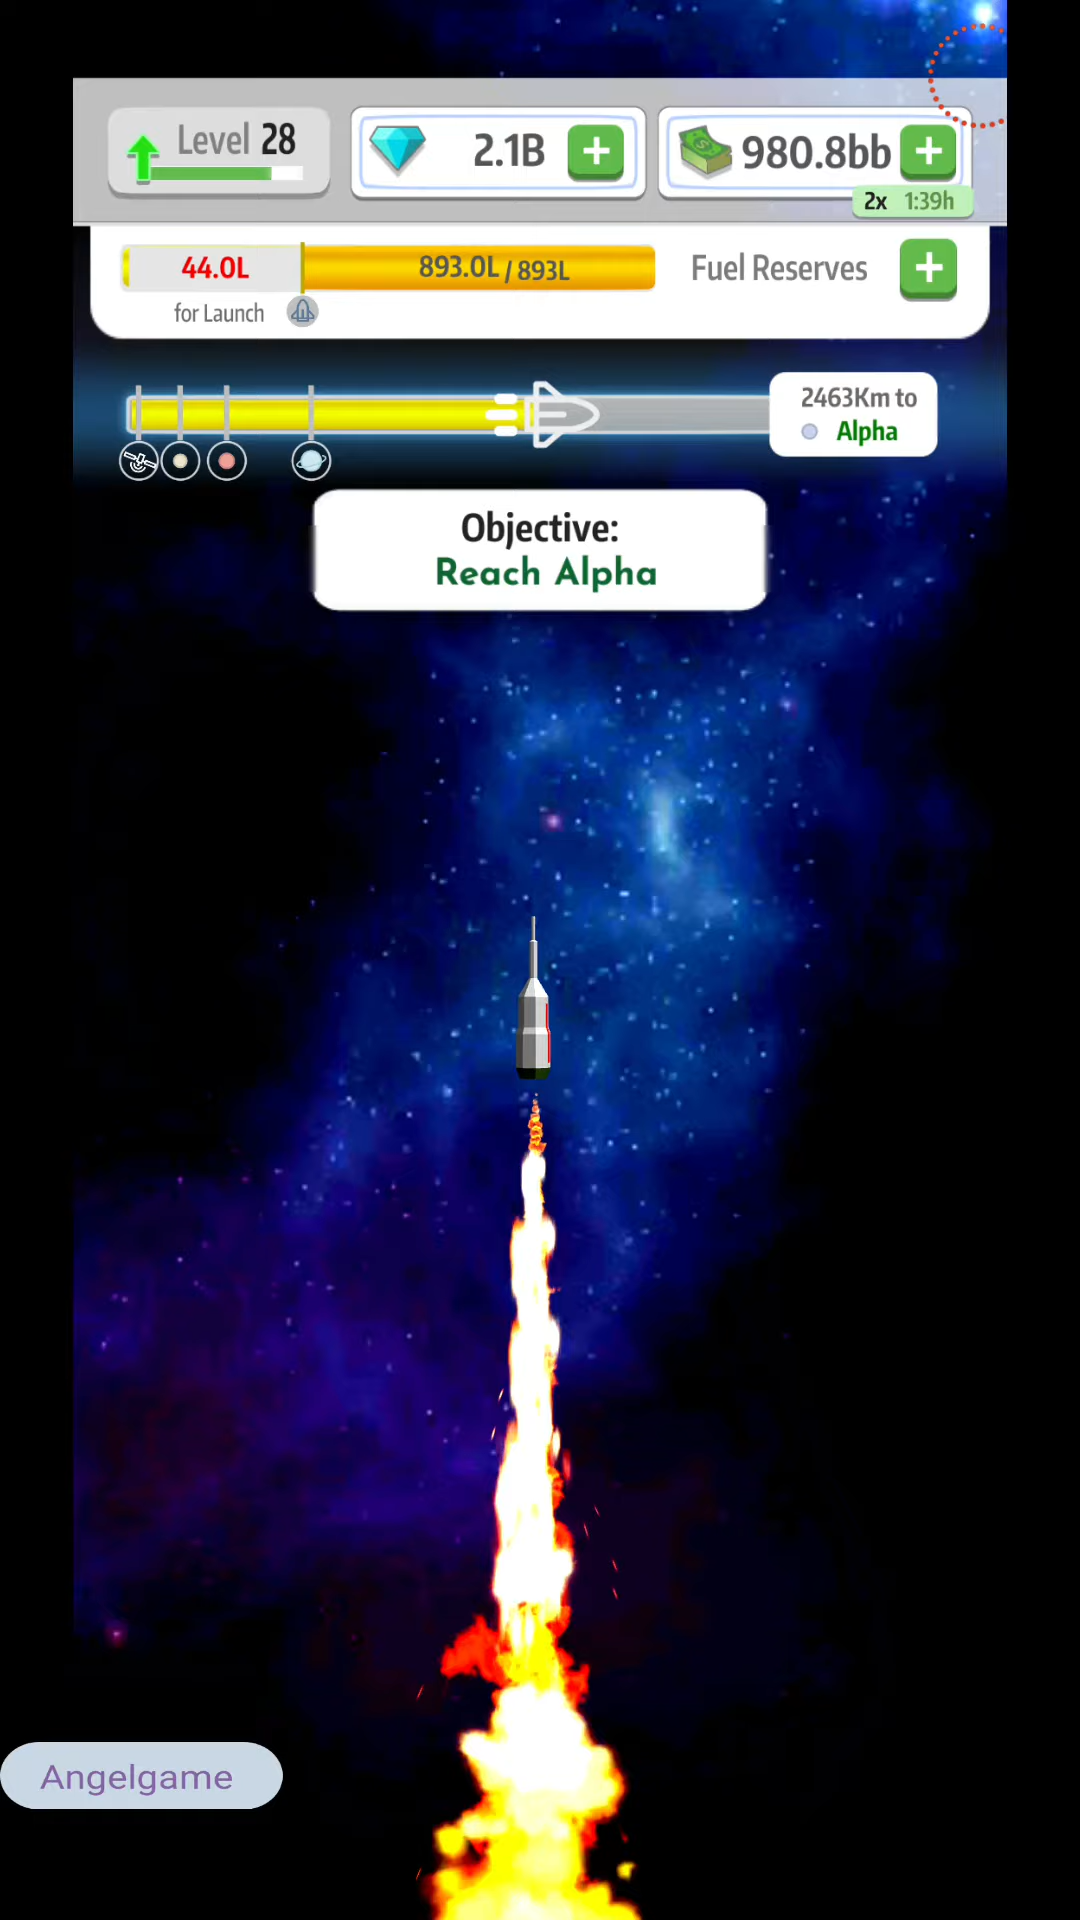 Level 28
2.1B
980.8bb
2x 1:39h
44.0L
893.0L / 893L
Fuel Reserves
for Launch
2463Km to
Alpha
Objective:
Reach Alpha
Angelgame